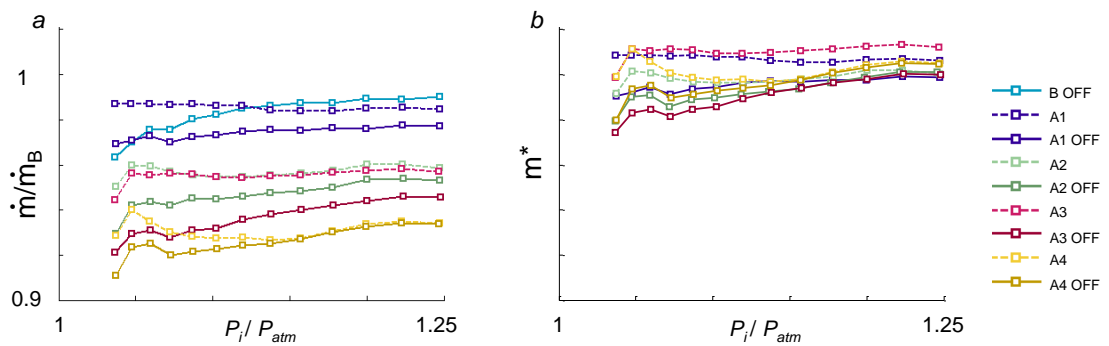 a
1
ṁ/ṁB
0.9
1
Pi / Patm
1.25
b
m*
1
Pi / Patm
1.25
B OFF
A1
A1 OFF
A2
A2 OFF
A3
A3 OFF
A4
A4 OFF